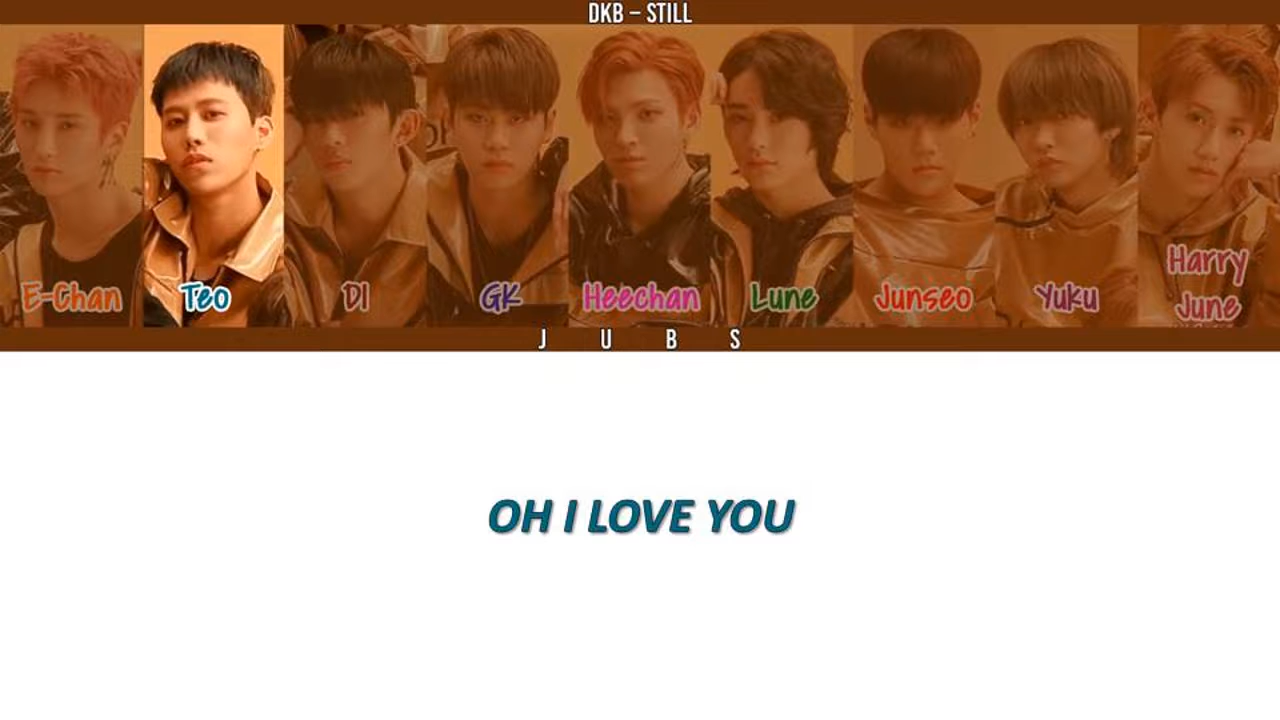 DKB – STILL
E-Chan
Teo
D1
GK
Heechan
Lune
Junseo
Yuku
Harry
June
J U B S
OH I LOVE YOU